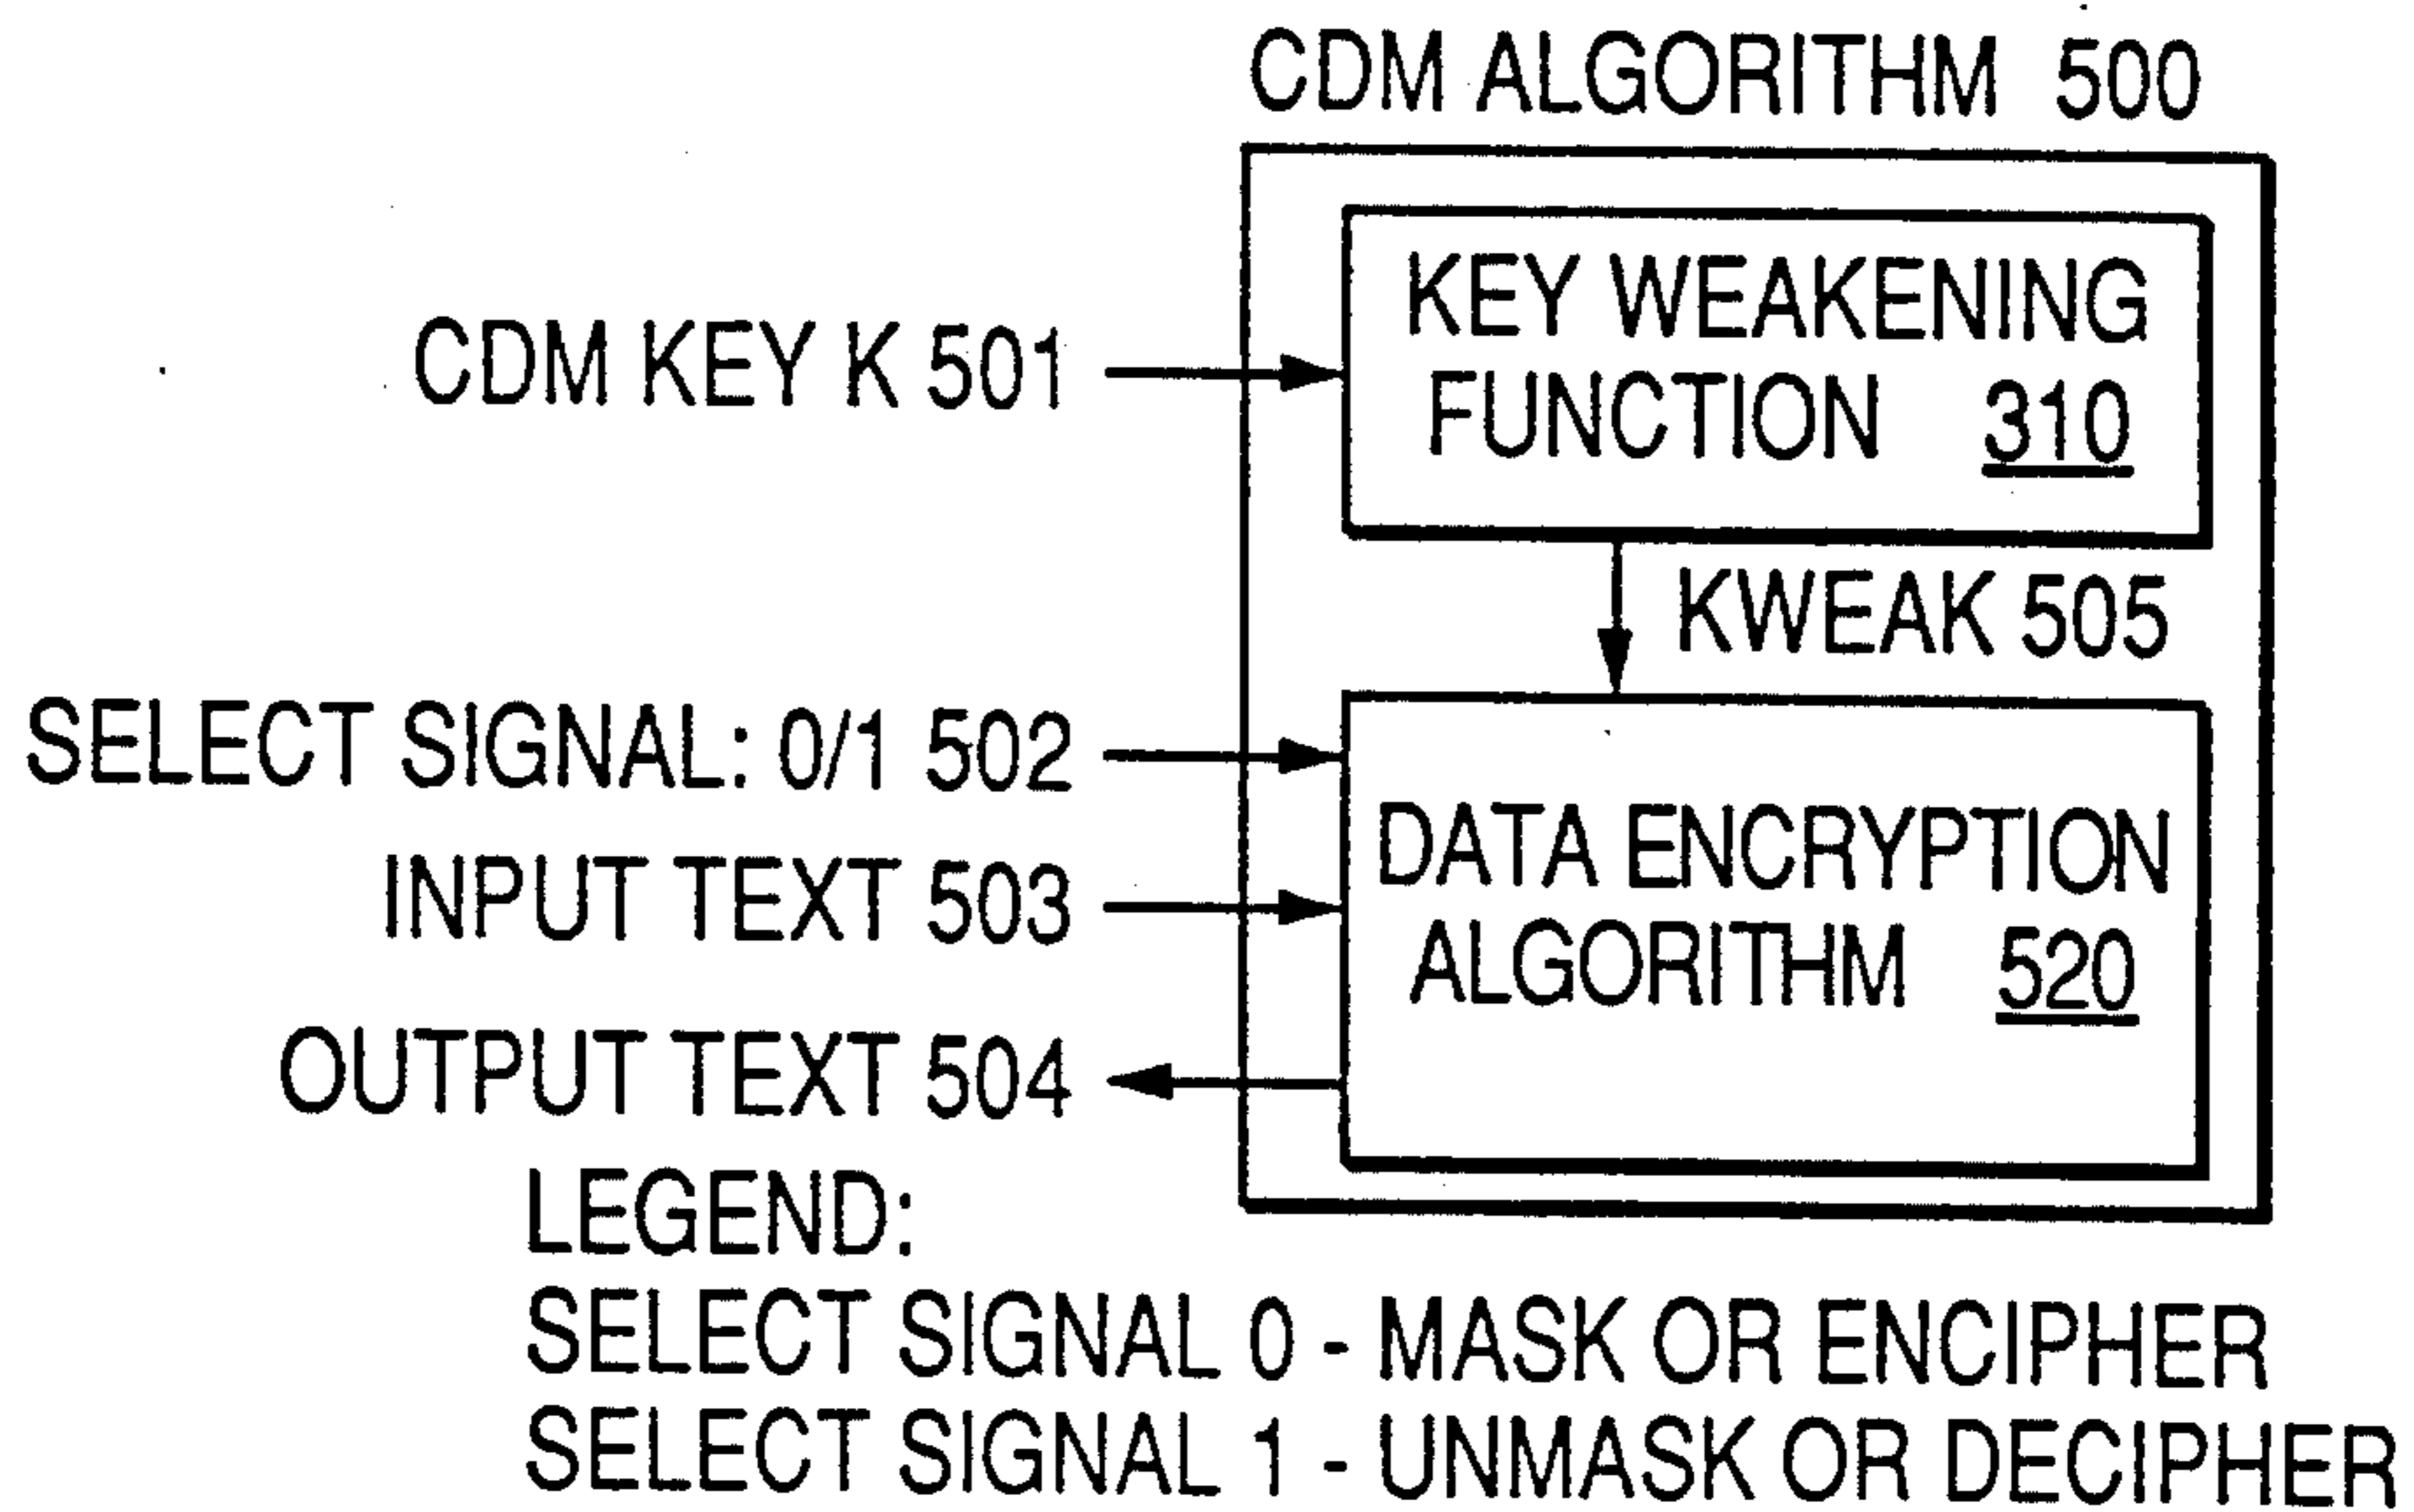 CDM ALGORITHM 500
KEY WEAKENING
FUNCTION 310
CDM KEY K 501
KWEAK 505
SELECT SIGNAL: 0/1 502
INPUT TEXT 503
DATA ENCRYPTION
ALGORITHM 520
OUTPUT TEXT 504
LEGEND:
SELECT SIGNAL 0 - MASK OR ENCIPHER
SELECT SIGNAL 1 - UNMASK OR DECIPHER